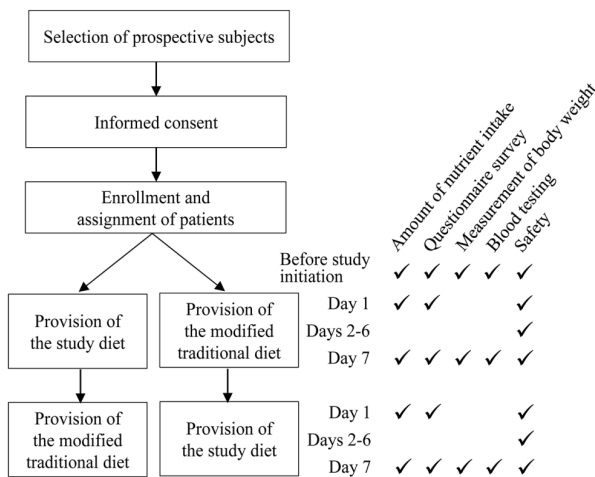 Selection of prospective subjects
Informed consent
Enrollment and
assignment of patients
Provision of
the study diet
Provision of
the modified
traditional diet
Provision of
the modified
traditional diet
Provision of
the study diet
Amount of nutrient intake
Questionnaire survey
Measurement of body weight
Blood testing
Safety
Before study
initiation
✓ ✓ ✓ ✓ ✓
Day 1 ✓ ✓ ✓
Days 2-6 ✓
Day 7 ✓ ✓ ✓ ✓ ✓
Day 1 ✓ ✓ ✓
Days 2-6 ✓
Day 7 ✓ ✓ ✓ ✓ ✓